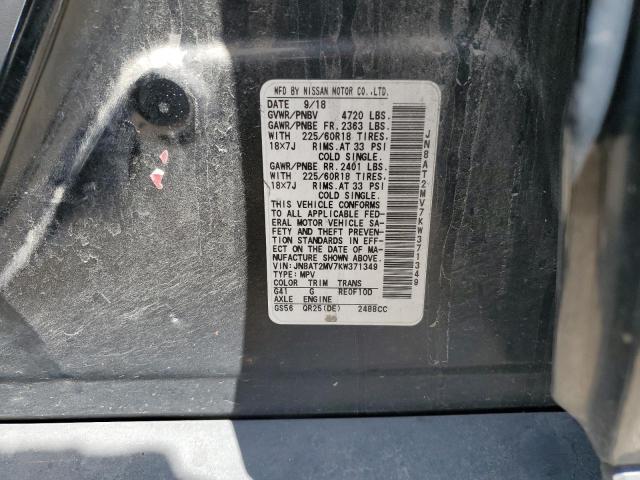 MFD BY NISSAN MOTOR CO.,LTD.
DATE 9/18
GVWR/PNBV 4720 LBS.
GAWR/PNBE FR. 2363 LBS.
WITH 225/60R18 TIRES.
18x7J RIMS. AT 33 PSI
COLD SINGLE.
GAWR/PNBE RR. 2401 LBS.
WITH 225/60R18 TIRES.
18x7J RIMS. AT 33 PSI
COLD SINGLE.
THIS VEHICLE CONFORMS
TO ALL APPLICABLE FED-
ERAL MOTOR VEHICLE SA-
FETY AND THEFT PREVEN-
TION STANDARDS IN EFF-
ECT ON THE DATE OF MA-
NUFACTURE SHOWN ABOVE.
VIN: JN8AT2MV7KW371349
TYPE: MPV
COLOR TRIM TRANS
G41 G RE0F10D
AXLE ENGINE
GS56 QR25(DE) 2488CC
JN8AT2MV7KW371349